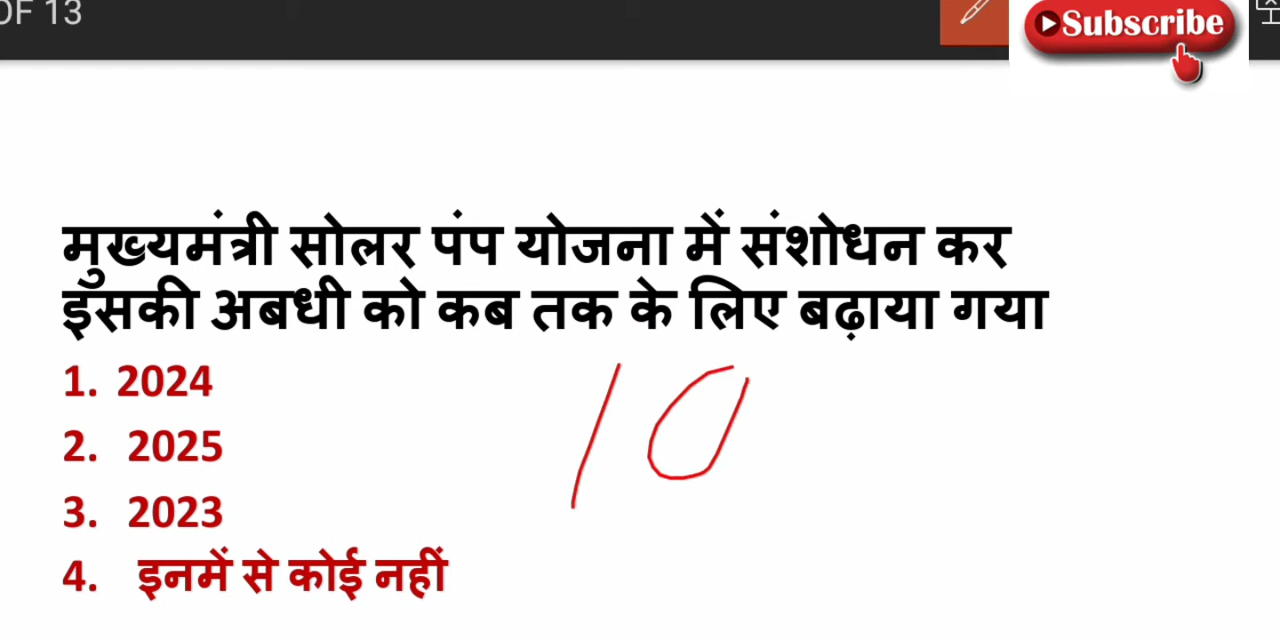 OF 13
Subscribe
मुख्यमंत्री सोलर पंप योजना में संशोधन कर
इसकी अबधी को कब तक के लिए बढ़ाया गया
1. 2024
2. 2025
3. 2023
4. इनमें से कोई नहीं
10